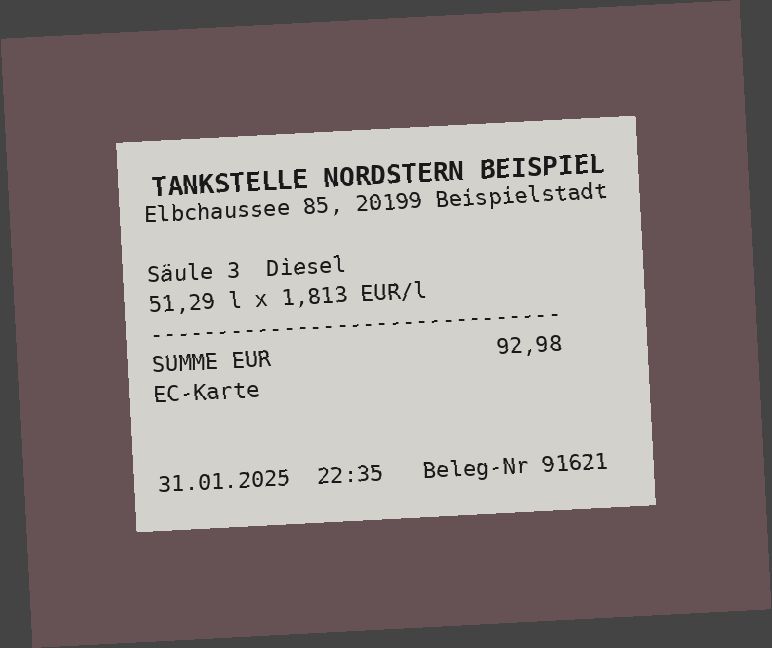 TANKSTELLE NORDSTERN BEISPIEL
Elbchaussee 85, 20199 Beispielstadt
Säule 3  Diesel
51,29 l x 1,813 EUR/l
-------------------------------
SUMME EUR                 92,98
EC-Karte
31.01.2025  22:35   Beleg-Nr 91621